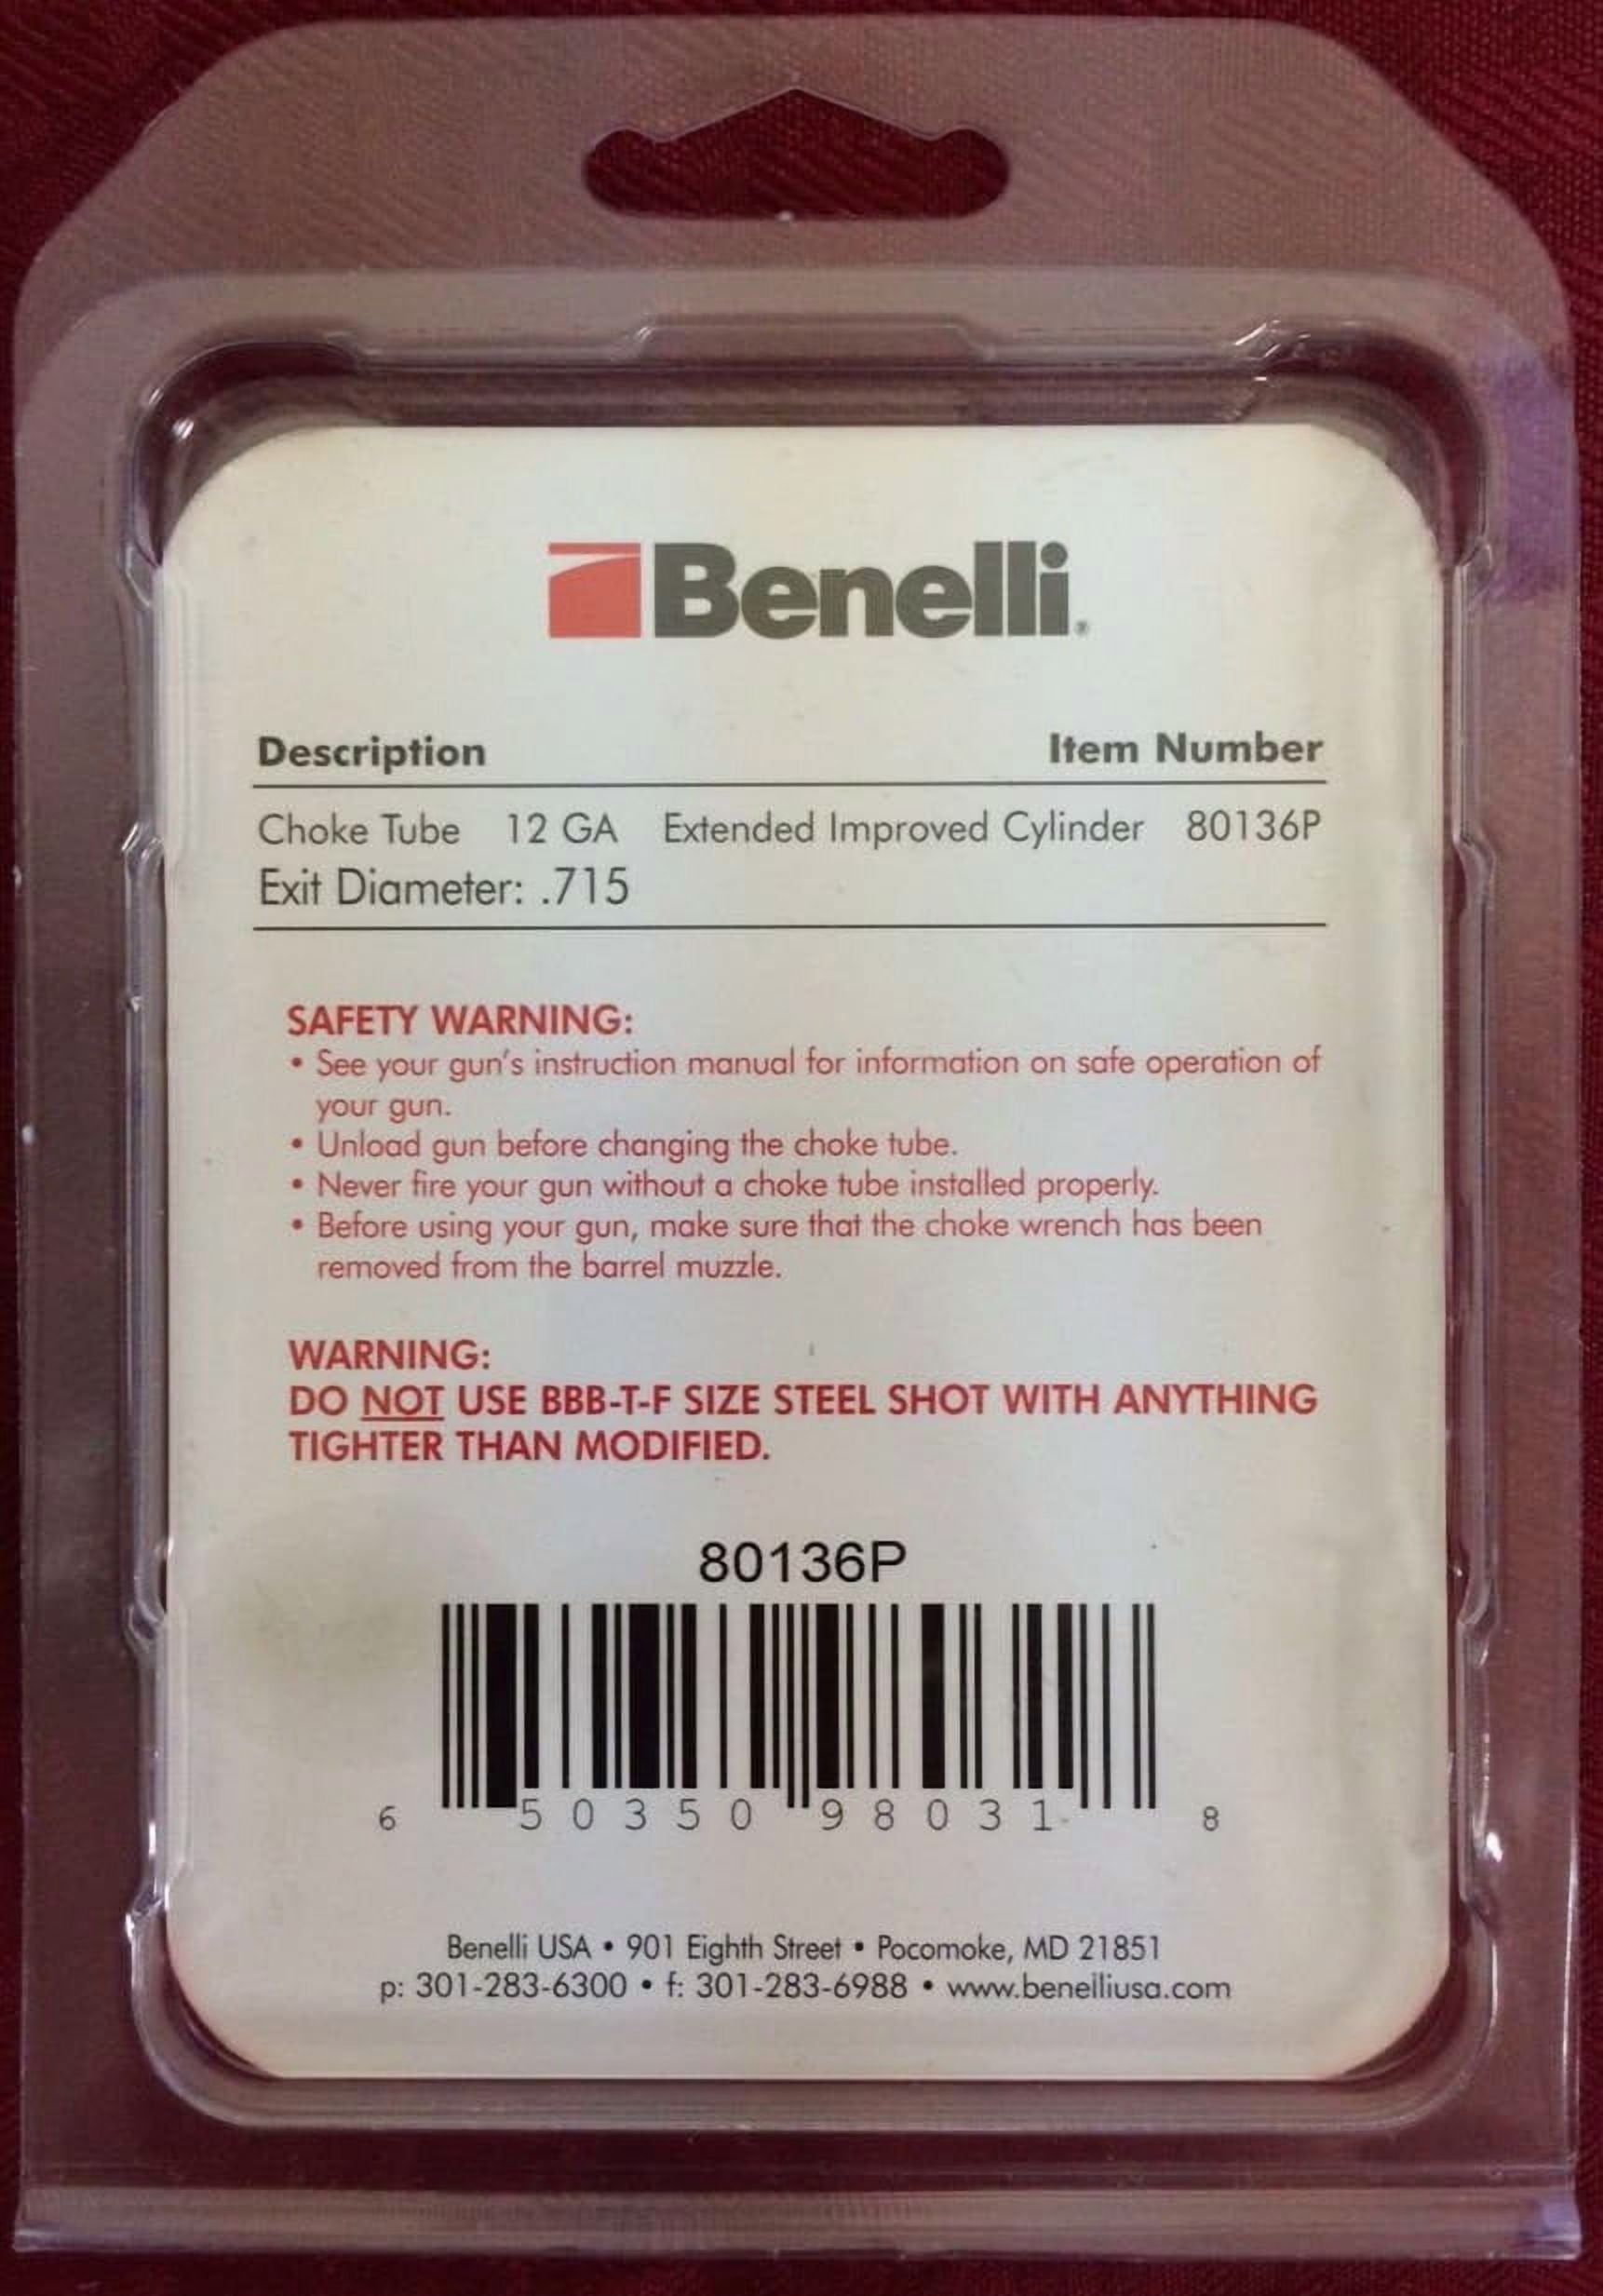 Benelli®
Description Item Number
Choke Tube 12 GA Extended Improved Cylinder 80136P
Exit Diameter: .715
SAFETY WARNING:
• See your gun's instruction manual for information on safe operation of
your gun.
• Unload gun before changing the choke tube.
• Never fire your gun without a choke tube installed properly.
• Before using your gun, make sure that the choke wrench has been
removed from the barrel muzzle.
WARNING:
DO NOT USE BBB-T-F SIZE STEEL SHOT WITH ANYTHING
TIGHTER THAN MODIFIED.
80136P
6 50350 98031 8
Benelli USA • 901 Eighth Street • Pocomoke, MD 21851
p: 301-283-6300 • f: 301-283-6988 • www.benelliusa.com